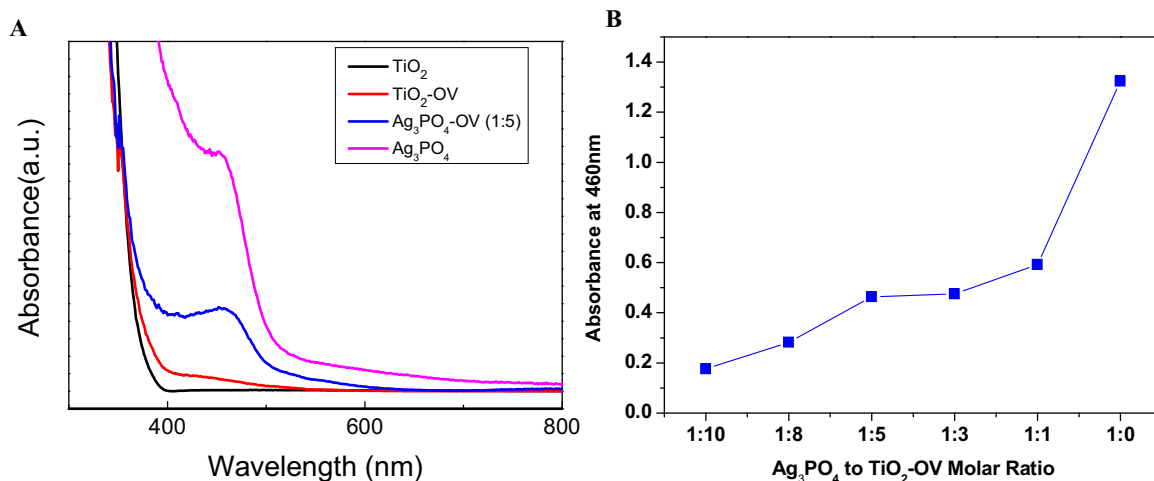 A
Absorbance(a.u.)
TiO₂
TiO₂-OV
Ag₃PO₄-OV (1:5)
Ag₃PO₄
400 600 800
Wavelength (nm)
B
Absorbance at 460nm
1.4
1.2
1.0
0.8
0.6
0.4
0.2
0.0
1:10 1:8 1:5 1:3 1:1 1:0
Ag₃PO₄ to TiO₂-OV Molar Ratio